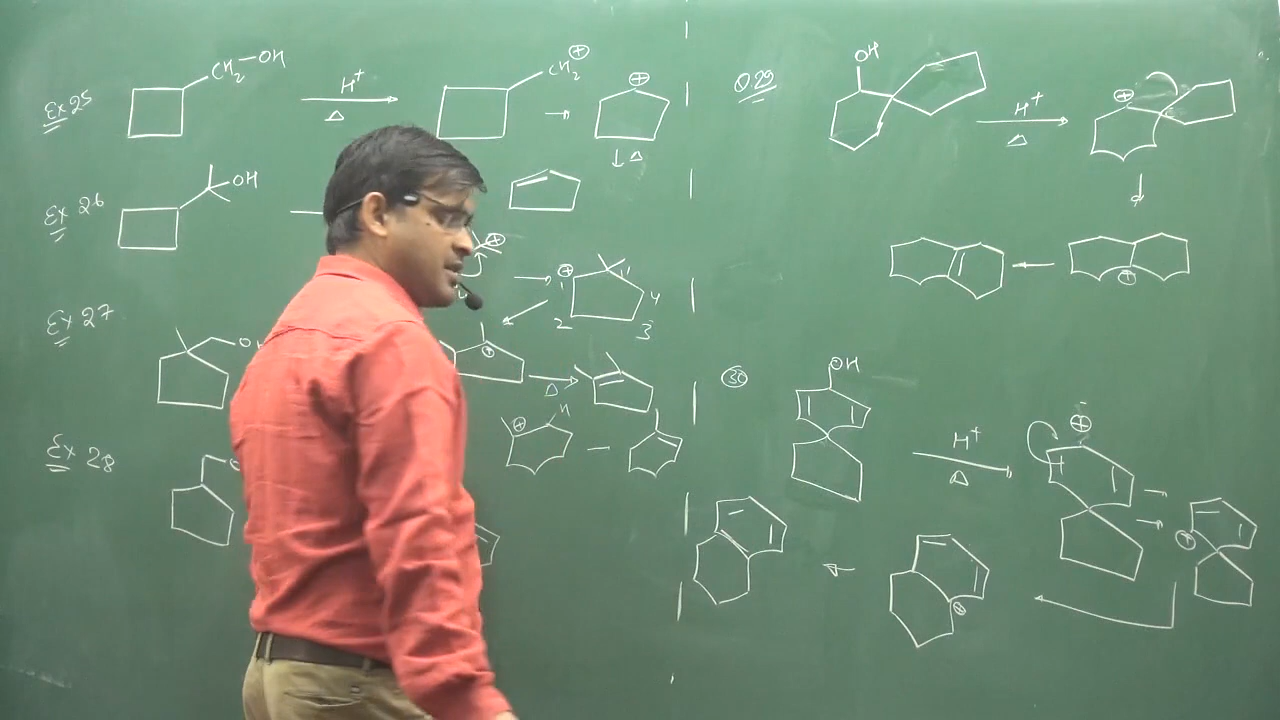 Ex 25
CH2-OH
H+
Δ
CH2
⊕
⊕
↓Δ
Ex 26
OH
⊕
⊕
1
1'
2
3
4
Ex 27
O
⊕
Δ
Ex 28
⊕
H
Q.29
OH
H+
Δ
⊕
⊕
30
OH
H+
Δ
⊕
⊕
⊕